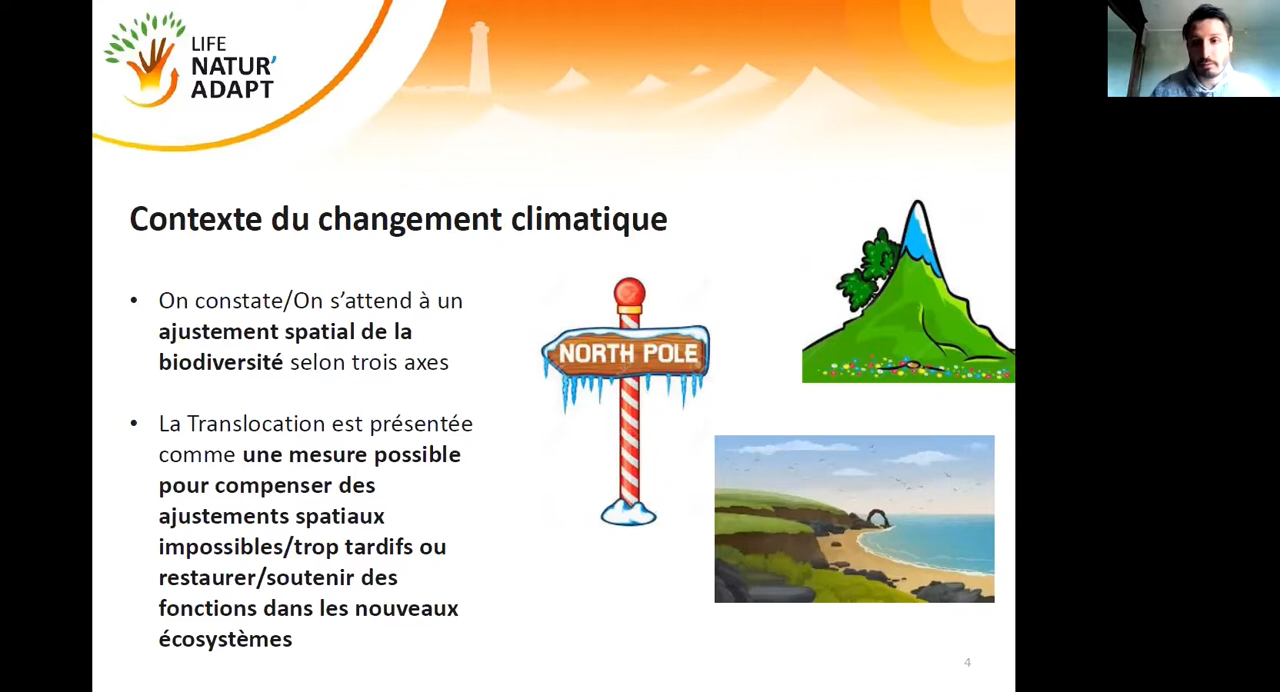 LIFE
NATUR’
ADAPT
Contexte du changement climatique
• On constate/On s’attend à un
ajustement spatial de la
biodiversité selon trois axes
• La Translocation est présentée
comme une mesure possible
pour compenser des
ajustements spatiaux
impossibles/trop tardifs ou
restaurer/soutenir des
fonctions dans les nouveaux
écosystèmes
NORTH POLE
4